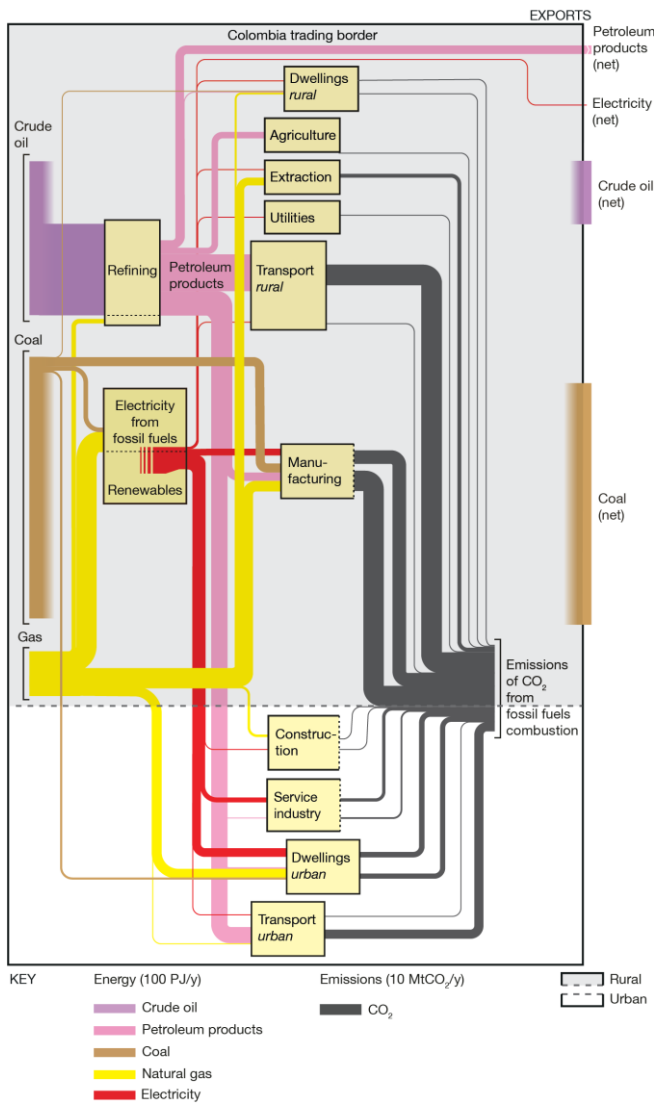 EXPORTS
Colombia trading border
Petroleum
products
(net)
Dwellings
rural
Electricity
(net)
Crude
oil
Agriculture
Extraction
Crude oil
(net)
Utilities
Refining
Petroleum
products
Transport
rural
Coal
Electricity
from
fossil fuels
Renewables
Manu-
facturing
Coal
(net)
Gas
Emissions
of CO2
from
fossil fuels
combustion
Construc-
tion
Service
industry
Dwellings
urban
Transport
urban
KEY
Energy (100 PJ/y)
Emissions (10 MtCO2/y)
Rural
Urban
Crude oil
CO2
Petroleum products
Coal
Natural gas
Electricity